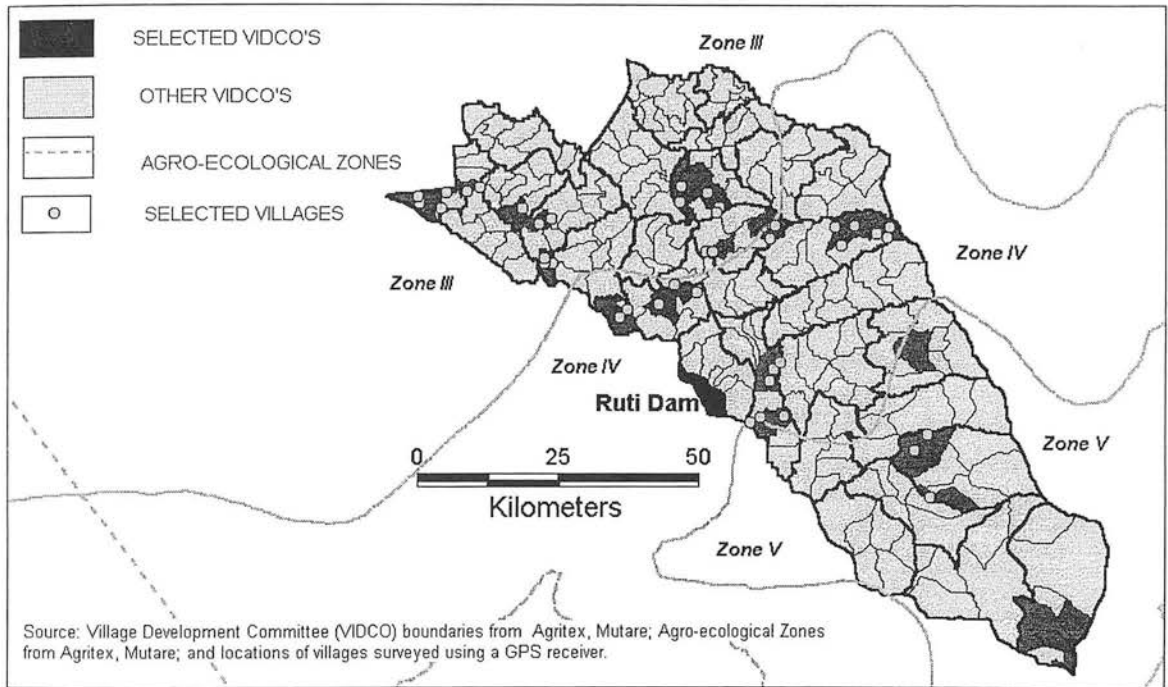 SELECTED VIDCO'S
OTHER VIDCO'S
AGRO-ECOLOGICAL ZONES
SELECTED VILLAGES
Zone III
Zone III
Zone IV
Zone IV
Ruti Dam
Zone V
0 25 50
Kilometers
Zone V
Source: Village Development Committee (VIDCO) boundaries from Agritex, Mutare; Agro-ecological Zones
from Agritex, Mutare; and locations of villages surveyed using a GPS receiver.